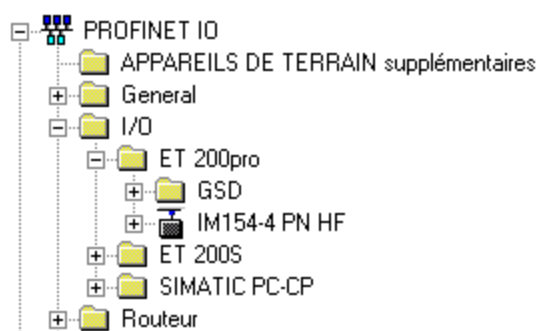 PROFINET IO
APPAREILS DE TERRAIN supplémentaires
General
I/O
ET 200pro
GSD
IM154-4 PN HF
ET 200S
SIMATIC PC-CP
Routeur